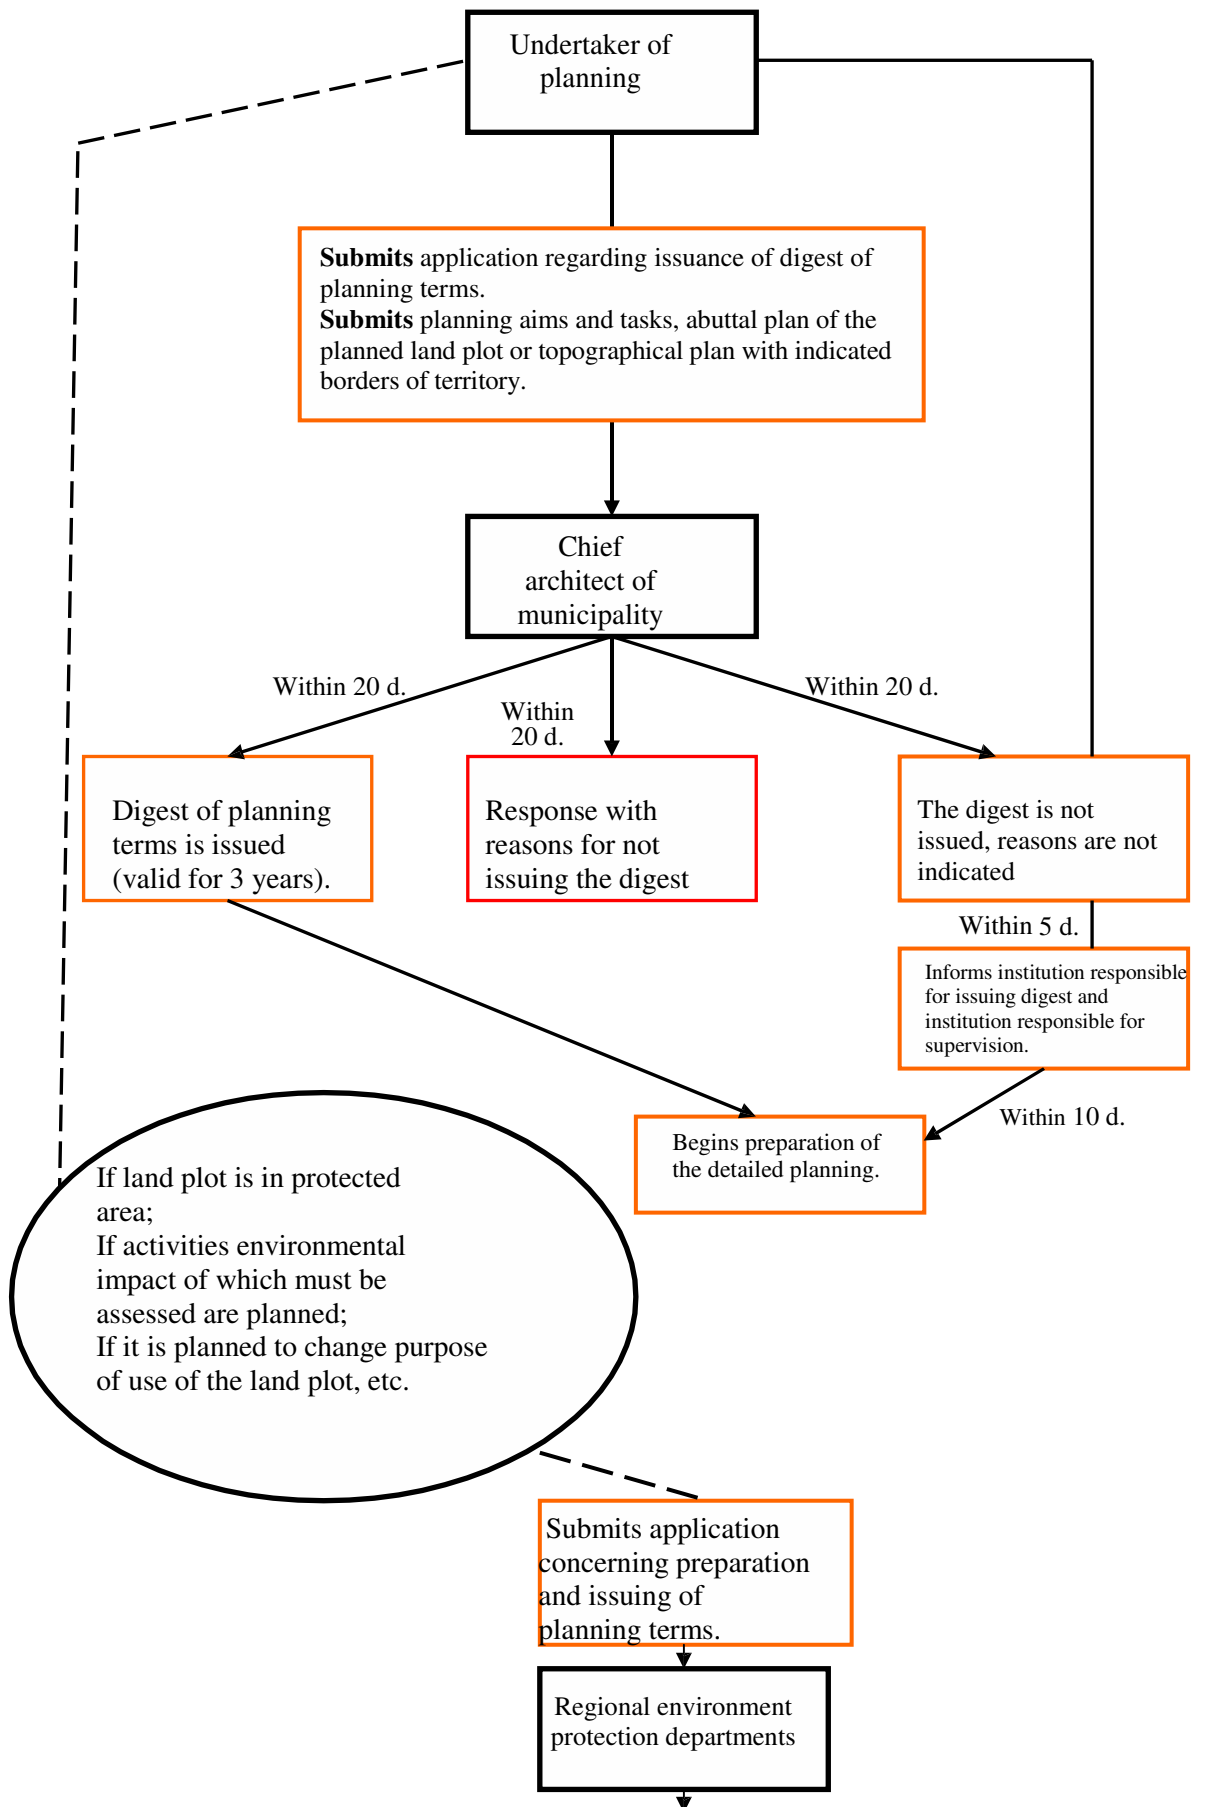 Undertaker of
planning
Submits application regarding issuance of digest of
planning terms.
Submits planning aims and tasks, abuttal plan of the
planned land plot or topographical plan with indicated
borders of territory.
Chief
architect of
municipality
Within 20 d.
Within
20 d.
Within 20 d.
Digest of planning
terms is issued
(valid for 3 years).
Response with
reasons for not
issuing the digest
The digest is not
issued, reasons are not
indicated
Within 5 d.
Informs institution responsible
for issuing digest and
institution responsible for
supervision.
Within 10 d.
Begins preparation of
the detailed planning.
If land plot is in protected
area;
If activities environmental
impact of which must be
assessed are planned;
If it is planned to change purpose
of use of the land plot, etc.
Submits application
concerning preparation
and issuing of
planning terms.
Regional environment
protection departments